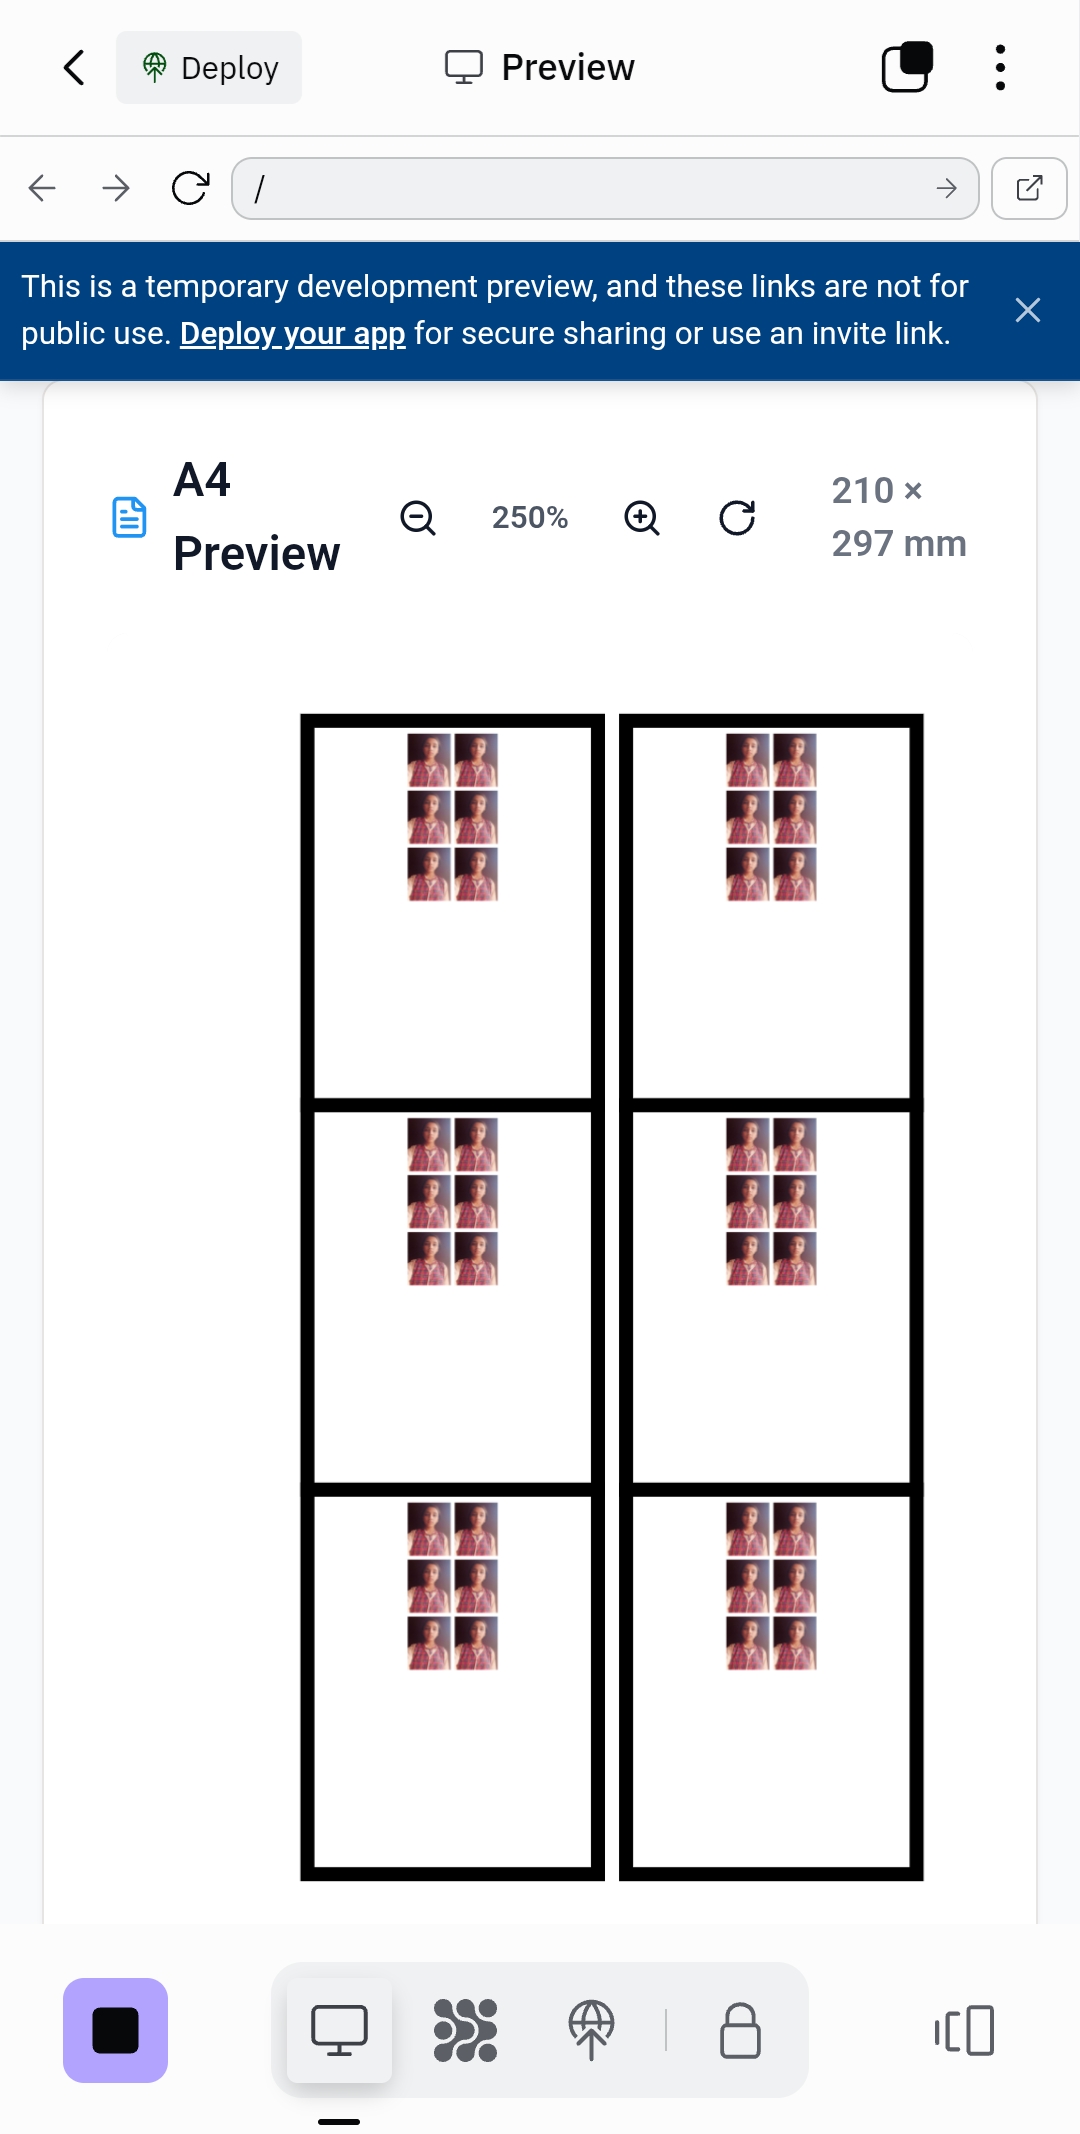 Deploy
Preview
/
This is a temporary development preview, and these links are not for
public use. Deploy your app for secure sharing or use an invite link.
A4
Preview
250%
210 ×
297 mm